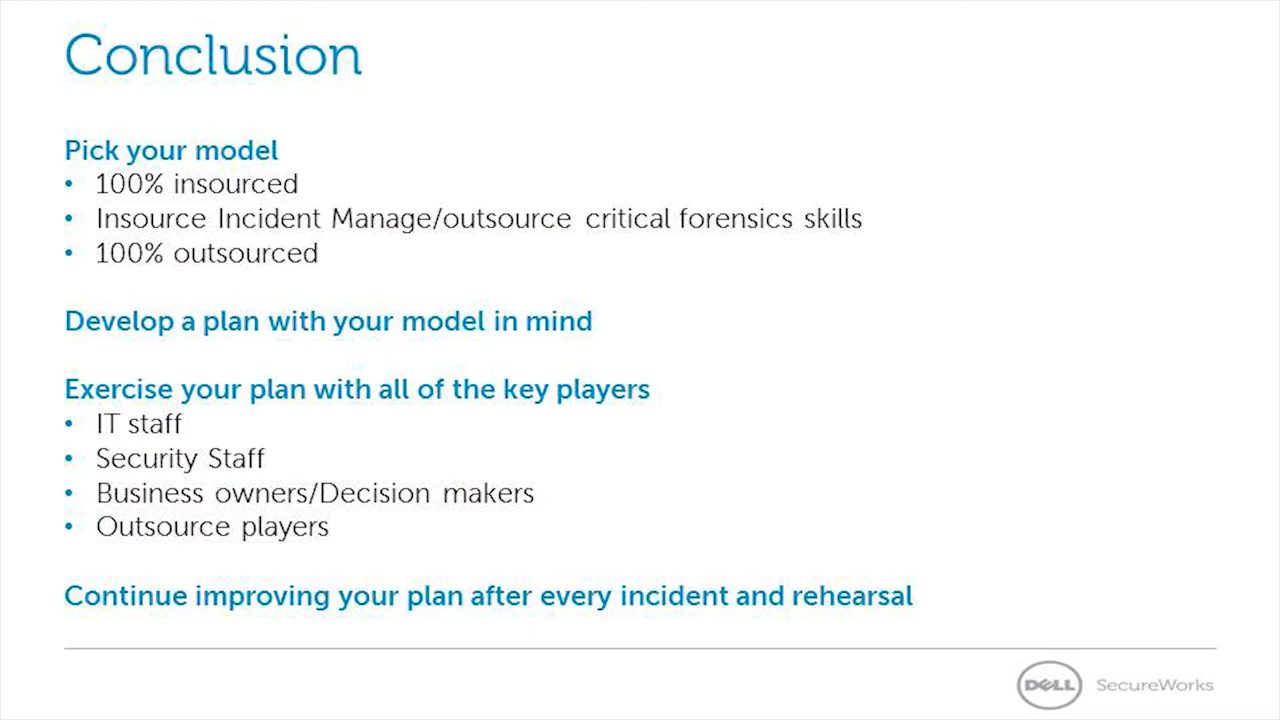 Conclusion
Pick your model
• 100% insourced
• Insource Incident Manage/outsource critical forensics skills
• 100% outsourced
Develop a plan with your model in mind
Exercise your plan with all of the key players
• IT staff
• Security Staff
• Business owners/Decision makers
• Outsource players
Continue improving your plan after every incident and rehearsal
DELL SecureWorks